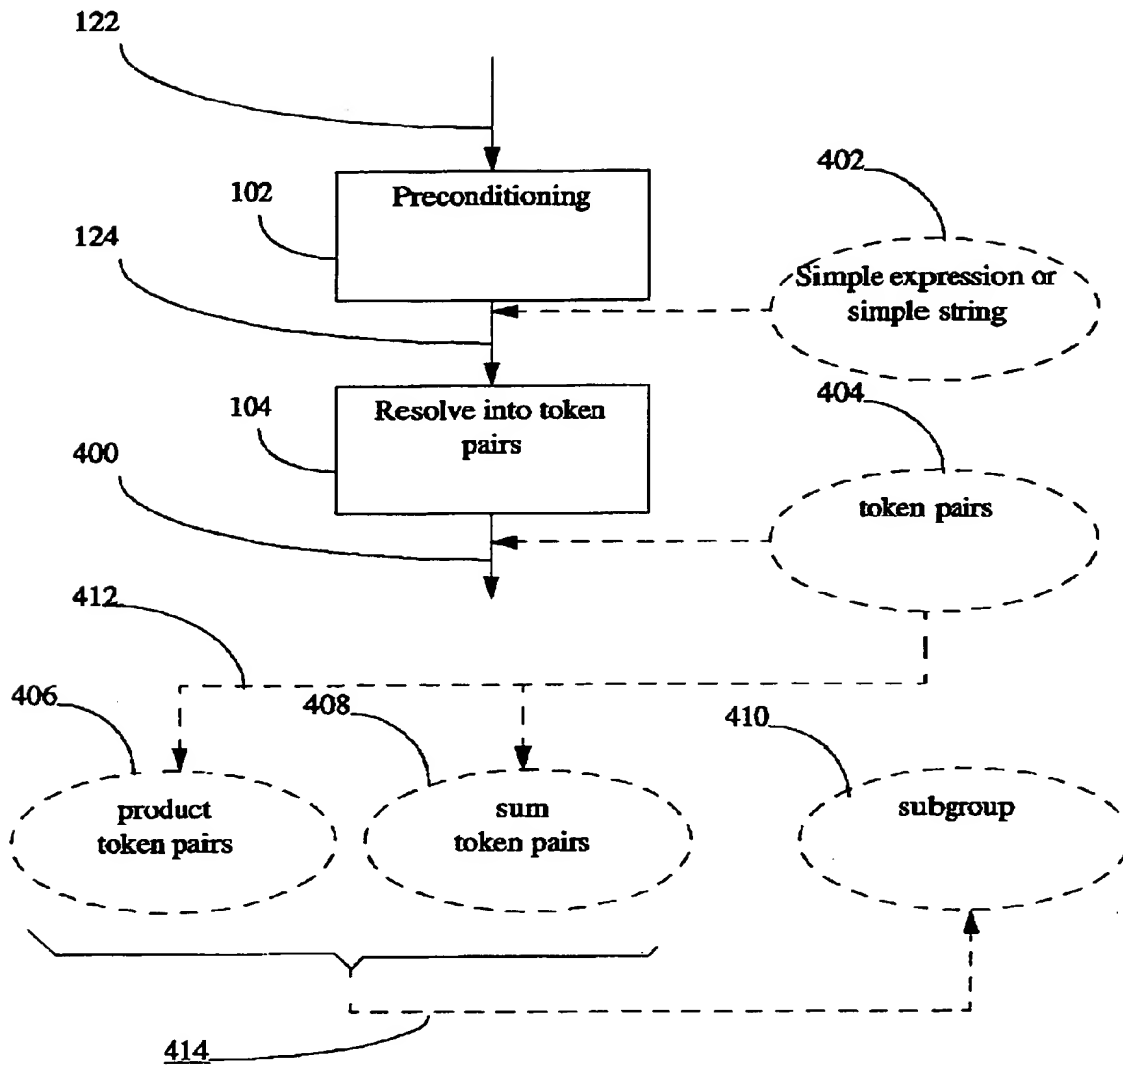 122
402
102
Preconditioning
124
Simple expression or
simple string
104
Resolve into token
pairs
404
400
token pairs
412
406
408
410
product
token pairs
sum
token pairs
subgroup
414